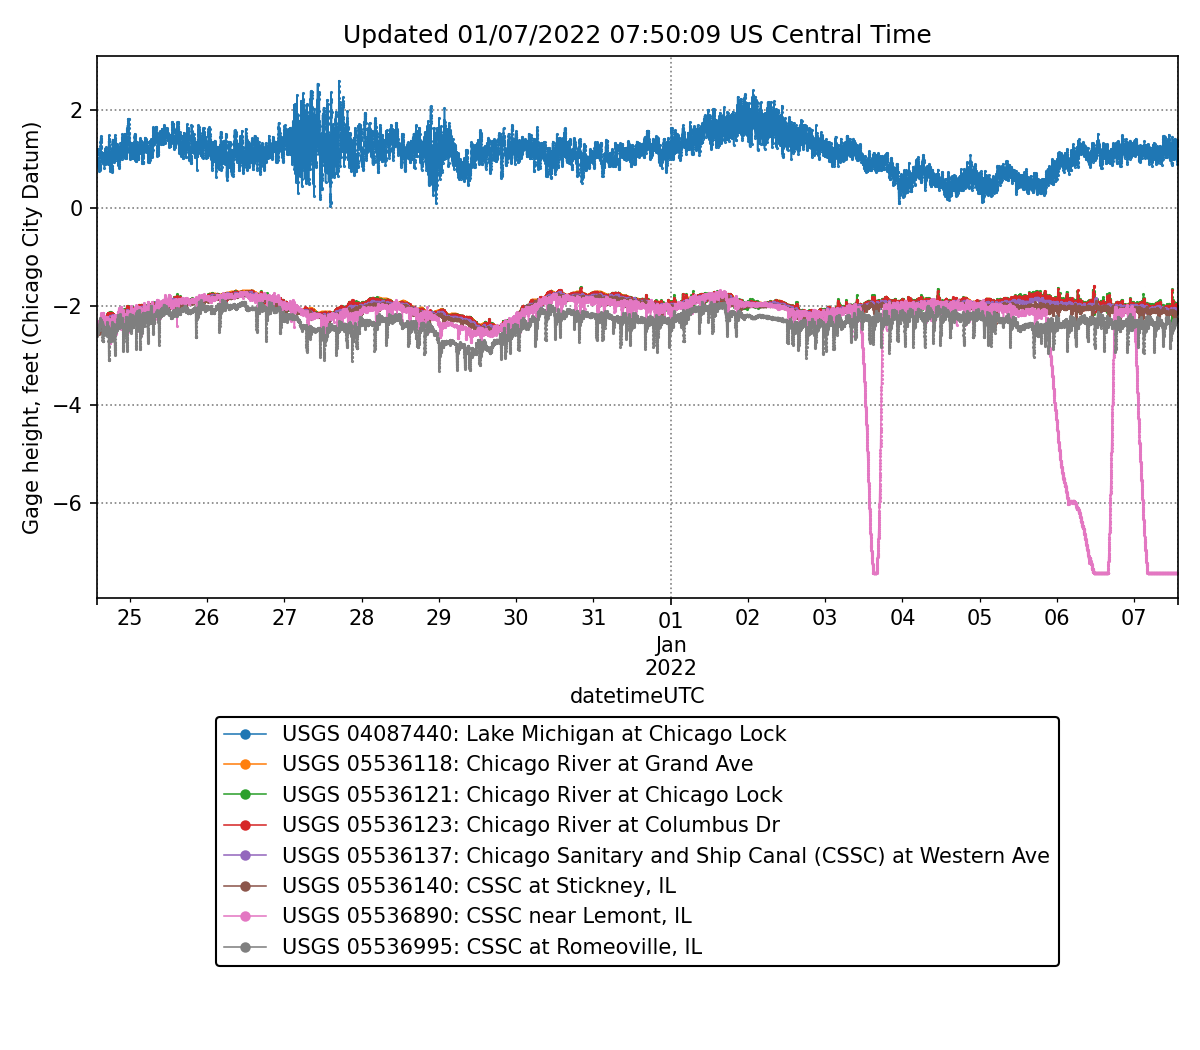 Updated 01/07/2022 07:50:09 US Central Time
Gage height, feet (Chicago City Datum)
2
0
−2
−4
−6
25 26 27 28 29 30 31 01 02 03 04 05 06 07
Jan
2022
datetimeUTC
USGS 04087440: Lake Michigan at Chicago Lock
USGS 05536118: Chicago River at Grand Ave
USGS 05536121: Chicago River at Chicago Lock
USGS 05536123: Chicago River at Columbus Dr
USGS 05536137: Chicago Sanitary and Ship Canal (CSSC) at Western Ave
USGS 05536140: CSSC at Stickney, IL
USGS 05536890: CSSC near Lemont, IL
USGS 05536995: CSSC at Romeoville, IL